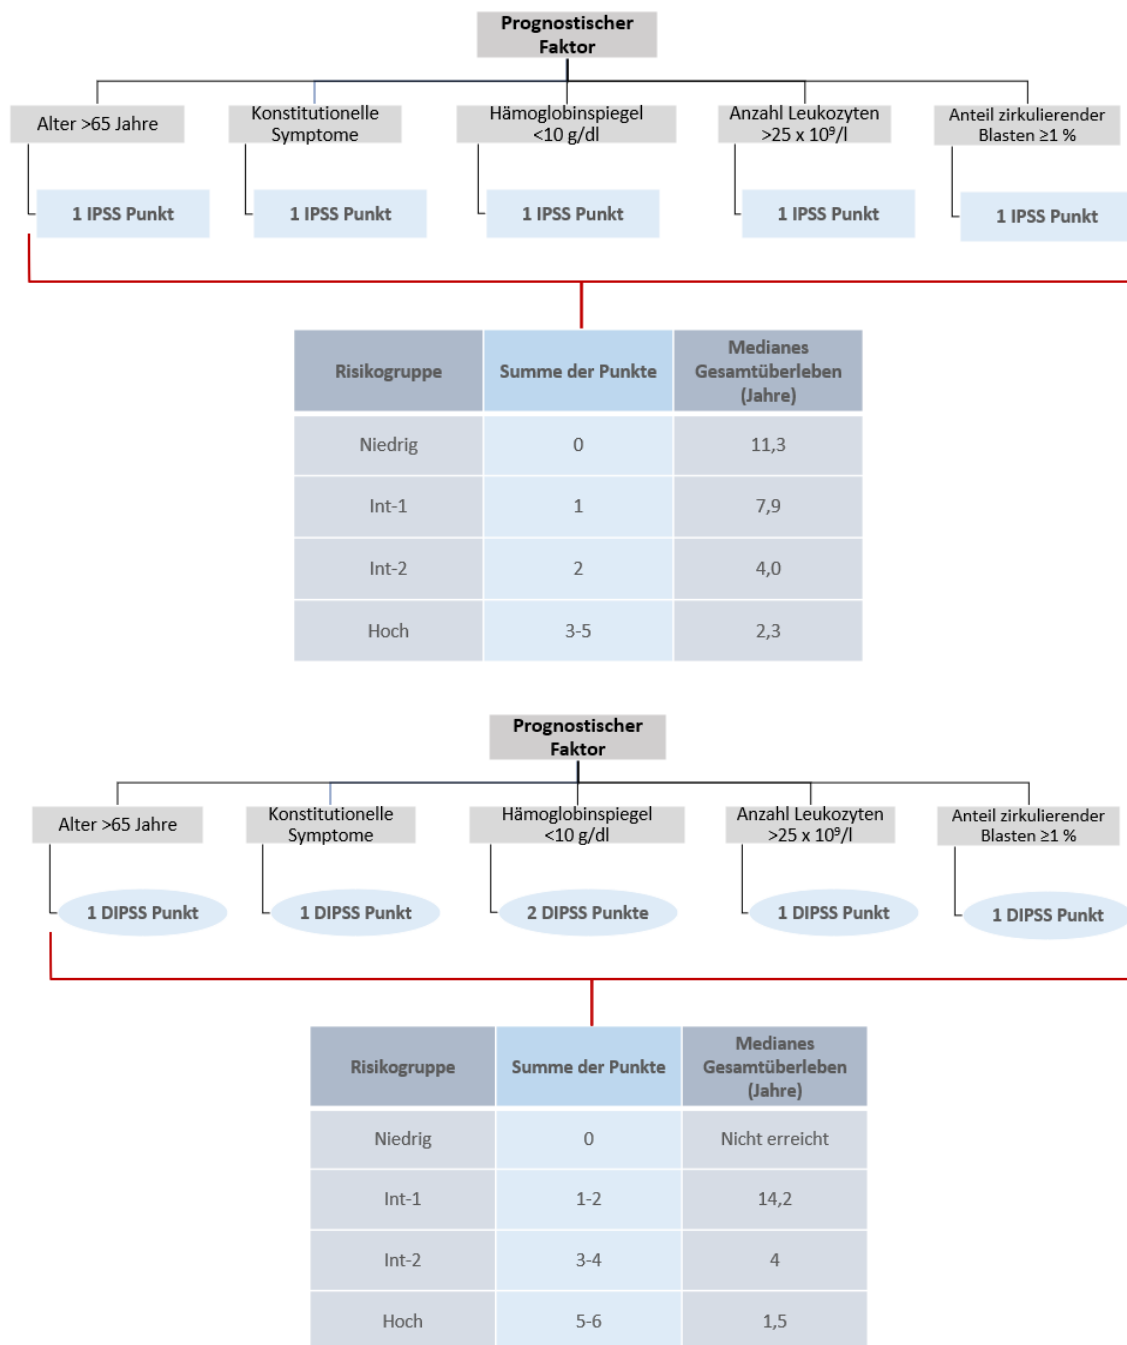 Prognostischer
Faktor
Alter >65 Jahre
Konstitutionelle
Symptome
Hämoglobinspiegel
<10 g/dl
Anzahl Leukozyten
>25 x 10⁹/l
Anteil zirkulierender
Blasten ≥1 %
1 IPSS Punkt
1 IPSS Punkt
1 IPSS Punkt
1 IPSS Punkt
1 IPSS Punkt
Risikogruppe
Summe der Punkte
Medianes
Gesamtüberleben
(Jahre)
Niedrig
0
11,3
Int-1
1
7,9
Int-2
2
4,0
Hoch
3-5
2,3
Prognostischer
Faktor
Alter >65 Jahre
Konstitutionelle
Symptome
Hämoglobinspiegel
<10 g/dl
Anzahl Leukozyten
>25 x 10⁹/l
Anteil zirkulierender
Blasten ≥1 %
1 DIPSS Punkt
1 DIPSS Punkt
2 DIPSS Punkte
1 DIPSS Punkt
1 DIPSS Punkt
Risikogruppe
Summe der Punkte
Medianes
Gesamtüberleben
(Jahre)
Niedrig
0
Nicht erreicht
Int-1
1-2
14,2
Int-2
3-4
4
Hoch
5-6
1,5